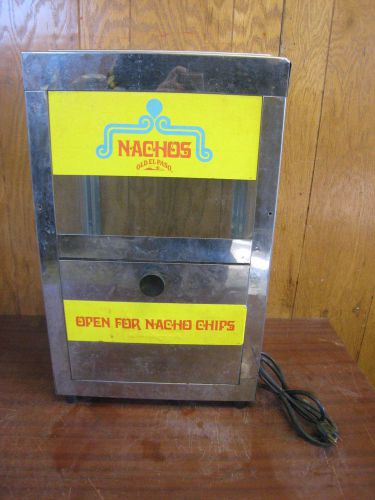 NACHOS
OLD EL PASO
OPEN FOR NACHO CHIPS